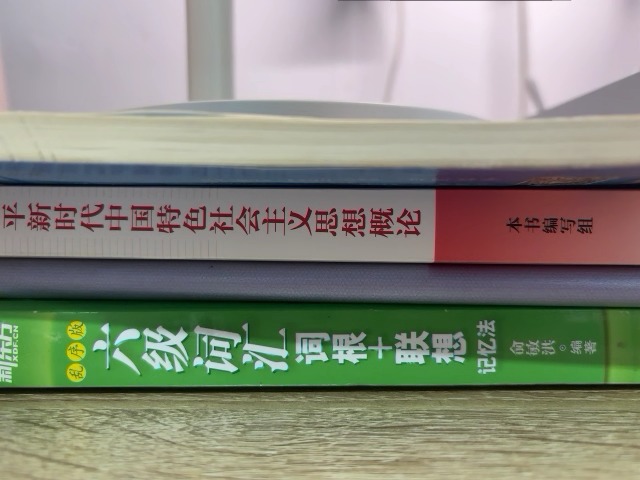 平新时代中国特色社会主义思想概论
本书编写组
新东方
XDF.CN
乱序版
六级词汇词根+联想
记忆法
俞敏洪 ◎ 编著